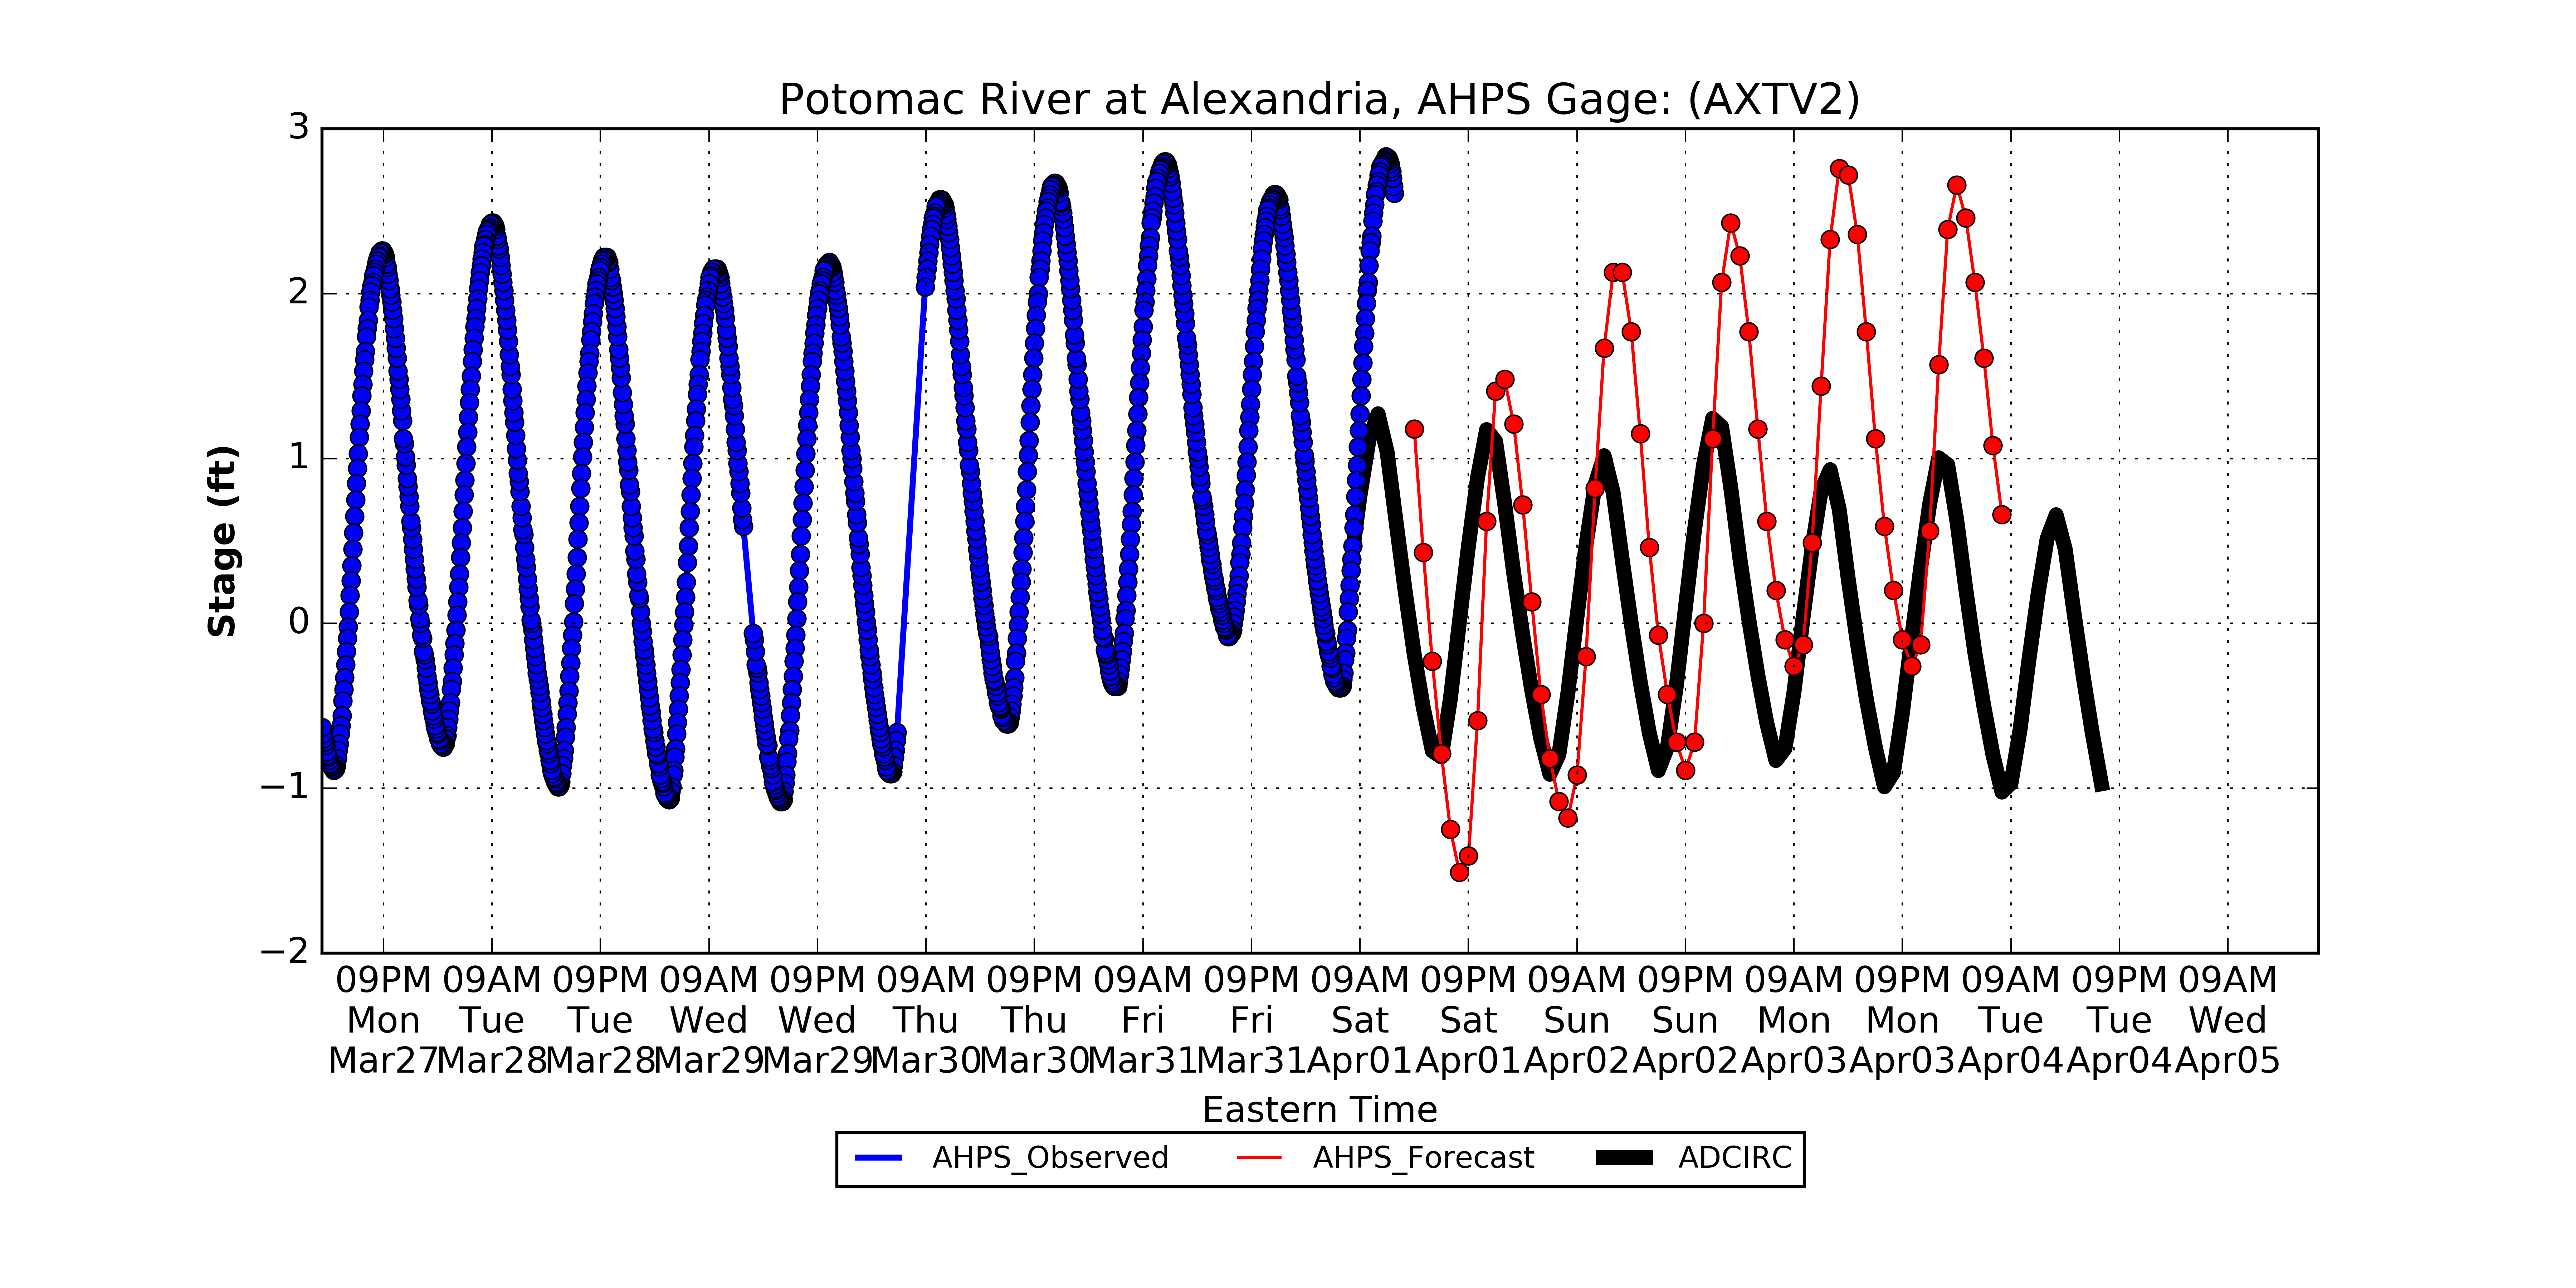 Potomac River at Alexandria, AHPS Gage: (AXTV2)
3
2
1
0
−1
−2
Stage (ft)
09PM 09AM 09PM 09AM 09PM 09AM 09PM 09AM 09PM 09AM 09PM 09AM 09PM 09AM 09PM 09AM 09PM 09AM
Mon Tue Tue Wed Wed Thu Thu Fri Fri Sat Sat Sun Sun Mon Mon Tue Tue Wed
Mar27 Mar28 Mar28 Mar29 Mar29 Mar30 Mar30 Mar31 Mar31 Apr01 Apr01 Apr02 Apr02 Apr03 Apr03 Apr04 Apr04 Apr05
Eastern Time
AHPS_Observed AHPS_Forecast ADCIRC